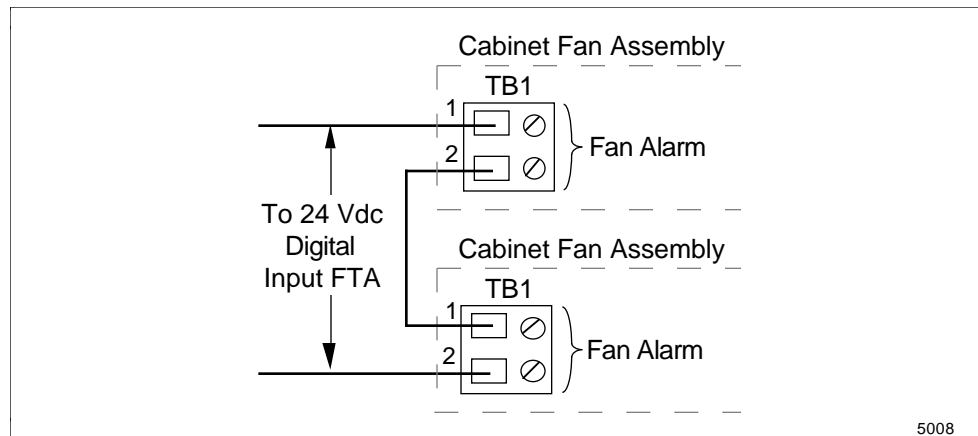 Cabinet Fan Assembly
TB1
1
2
Fan Alarm
To 24 Vdc
Digital
Input FTA
Cabinet Fan Assembly
TB1
1
2
Fan Alarm
5008